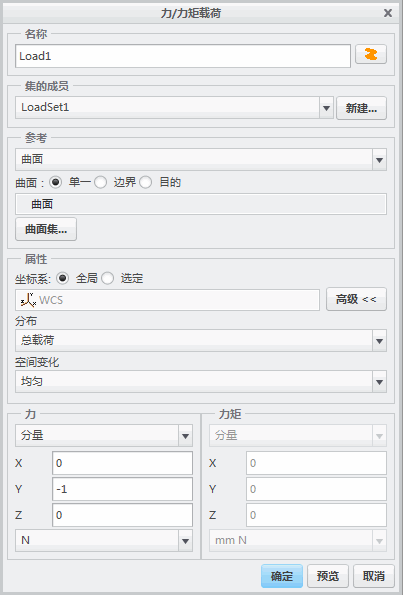 力/力矩载荷
名称
Load1
集的成员
LoadSet1 新建...
参考
曲面
曲面: 单一 边界 目的
曲面
曲面集...
属性
坐标系: 全局 选定
WCS 高级 <<
分布
总载荷
空间变化
均匀
力 力矩
分量 分量
X 0 X 0
Y -1 Y 0
Z 0 Z 0
N mm N
确定 预览 取消